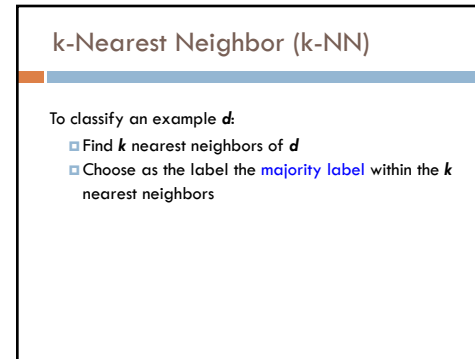 k-Nearest Neighbor (k-NN)
To classify an example d:
Find k nearest neighbors of d
Choose as the label the majority label within the k
nearest neighbors